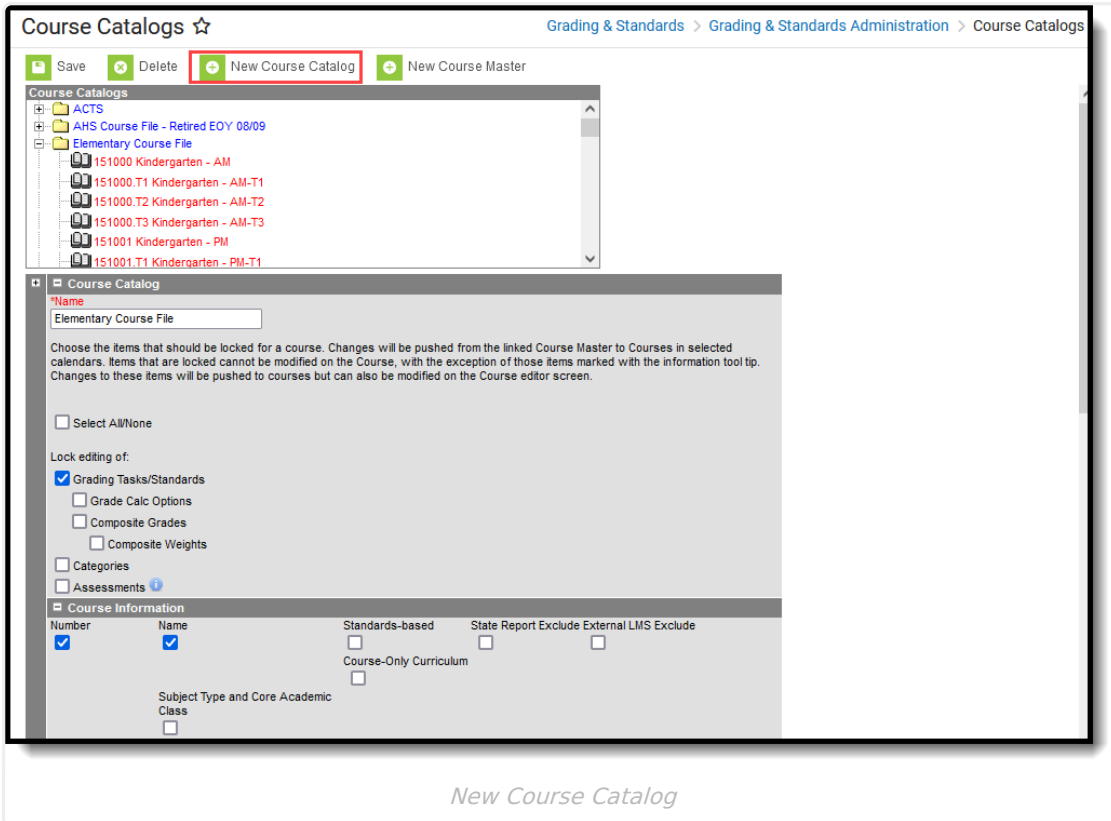 Course Catalogs ☆
Grading & Standards > Grading & Standards Administration > Course Catalogs
Save Delete New Course Catalog New Course Master
Course Catalogs
ACTS
AHS Course File - Retired EOY 08/09
Elementary Course File
151000 Kindergarten - AM
151000.T1 Kindergarten - AM-T1
151000.T2 Kindergarten - AM-T2
151000.T3 Kindergarten - AM-T3
151001 Kindergarten - PM
151001.T1 Kindergarten - PM-T1
Course Catalog
*Name
Elementary Course File
Choose the items that should be locked for a course. Changes will be pushed from the linked Course Master to Courses in selected
calendars. Items that are locked cannot be modified on the Course, with the exception of those items marked with the information tool tip.
Changes to these items will be pushed to courses but can also be modified on the Course editor screen.
Select All/None
Lock editing of:
Grading Tasks/Standards
Grade Calc Options
Composite Grades
Composite Weights
Categories
Assessments
Course Information
Number Name Standards-based State Report Exclude External LMS Exclude
Course-Only Curriculum
Subject Type and Core Academic
Class
New Course Catalog